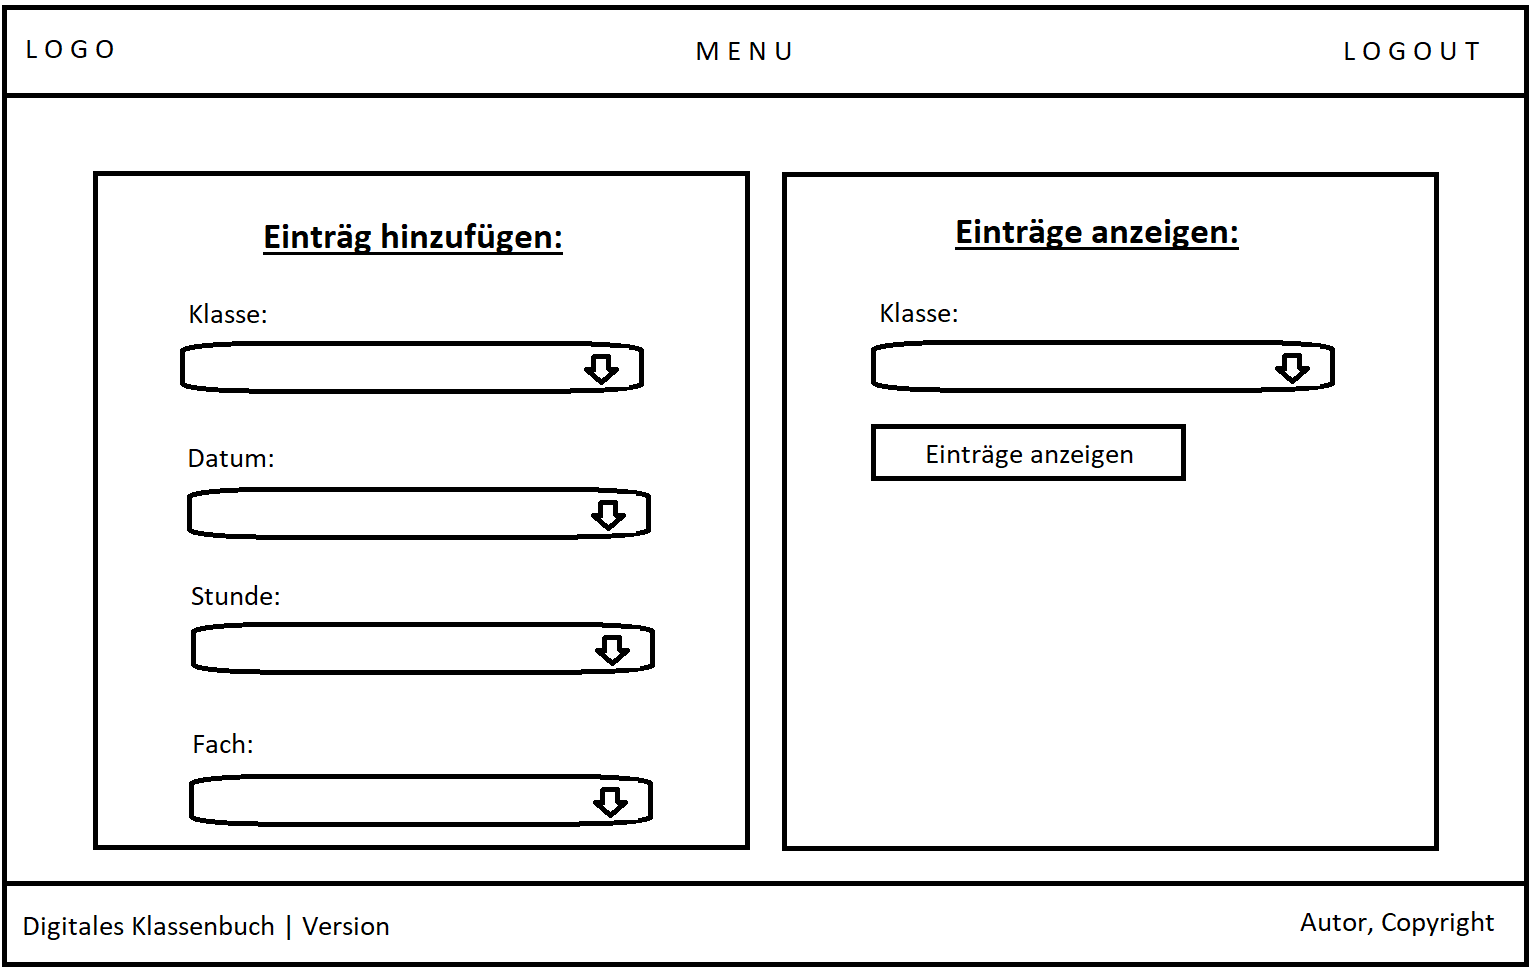 LOGO
MENU
LOGOUT
Einträg hinzufügen:
Klasse:
Datum:
Stunde:
Fach:
Einträge anzeigen:
Klasse:
Einträge anzeigen
Digitales Klassenbuch | Version
Autor, Copyright